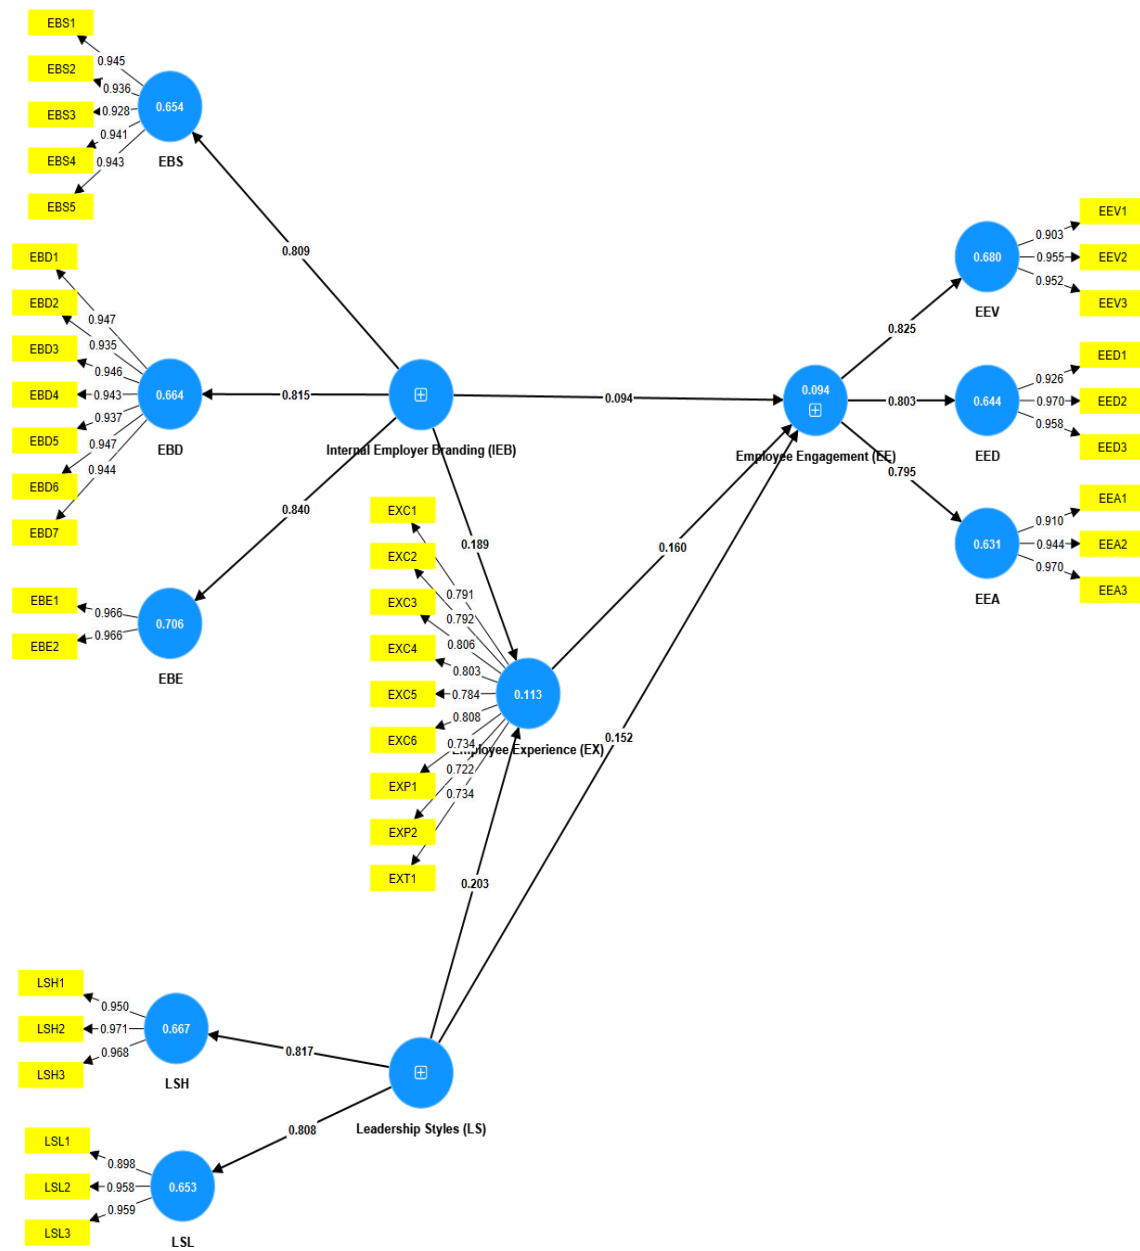 EBS1
EBS2
EBS3
EBS4
EBS5
0.945
0.936
0.928
0.941
0.943
0.654
EBS
0.809
EBD1
EBD2
EBD3
EBD4
EBD5
EBD6
EBD7
0.947
0.935
0.946
0.943
0.937
0.947
0.944
0.664
EBD
0.815
EBE1
EBE2
0.966
0.966
0.706
EBE
0.840
Internal Employer Branding (IEB)
0.094
0.189
EXC1
EXC2
EXC3
EXC4
EXC5
EXC6
EXP1
EXP2
EXT1
0.791
0.792
0.806
0.803
0.784
0.808
0.734
0.722
0.734
0.113
Employee Experience (EX)
0.160
0.152
0.203
0.094
Employee Engagement (EE)
0.825
0.803
0.795
0.680
EEV
0.903
0.955
0.952
EEV1
EEV2
EEV3
0.644
EED
0.926
0.970
0.958
EED1
EED2
EED3
0.631
EEA
0.910
0.944
0.970
EEA1
EEA2
EEA3
LSH1
LSH2
LSH3
0.950
0.971
0.968
0.667
LSH
0.817
Leadership Styles (LS)
0.808
LSL1
LSL2
LSL3
0.898
0.958
0.959
0.653
LSL